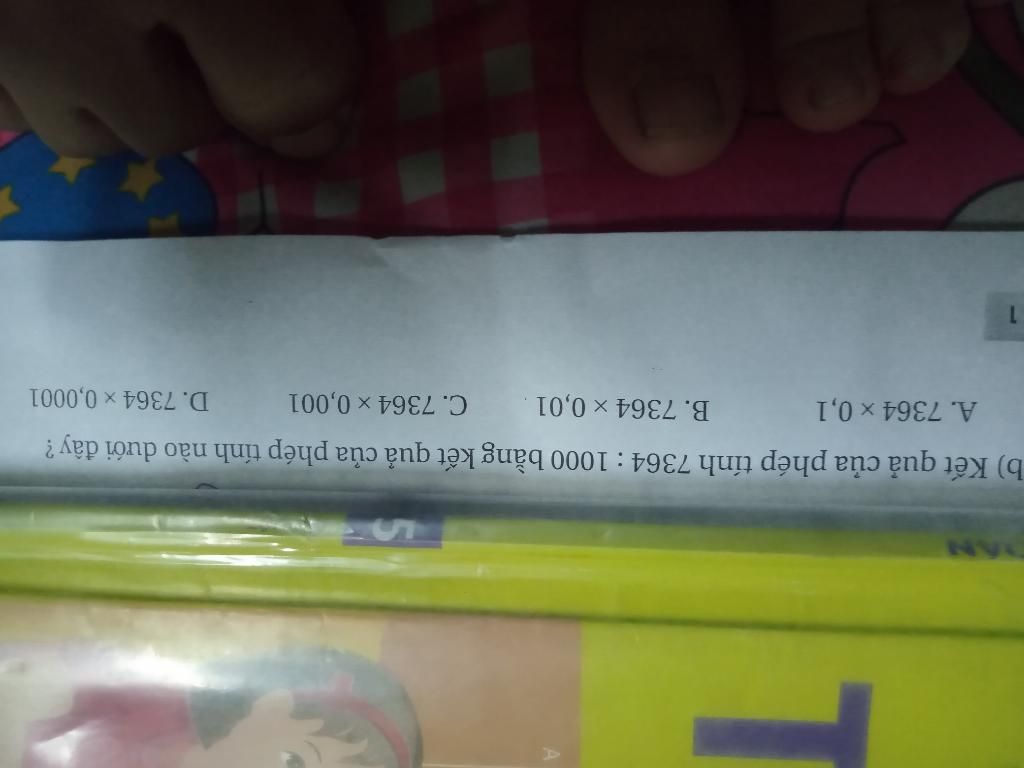 T
A
TOÁN
5
b) Kết quả của phép tính 7364 : 1000 bằng kết quả của phép tính nào dưới đây ?
A. 7364 × 0,1 B. 7364 × 0,01 C. 7364 × 0,001 D. 7364 × 0,0001
1